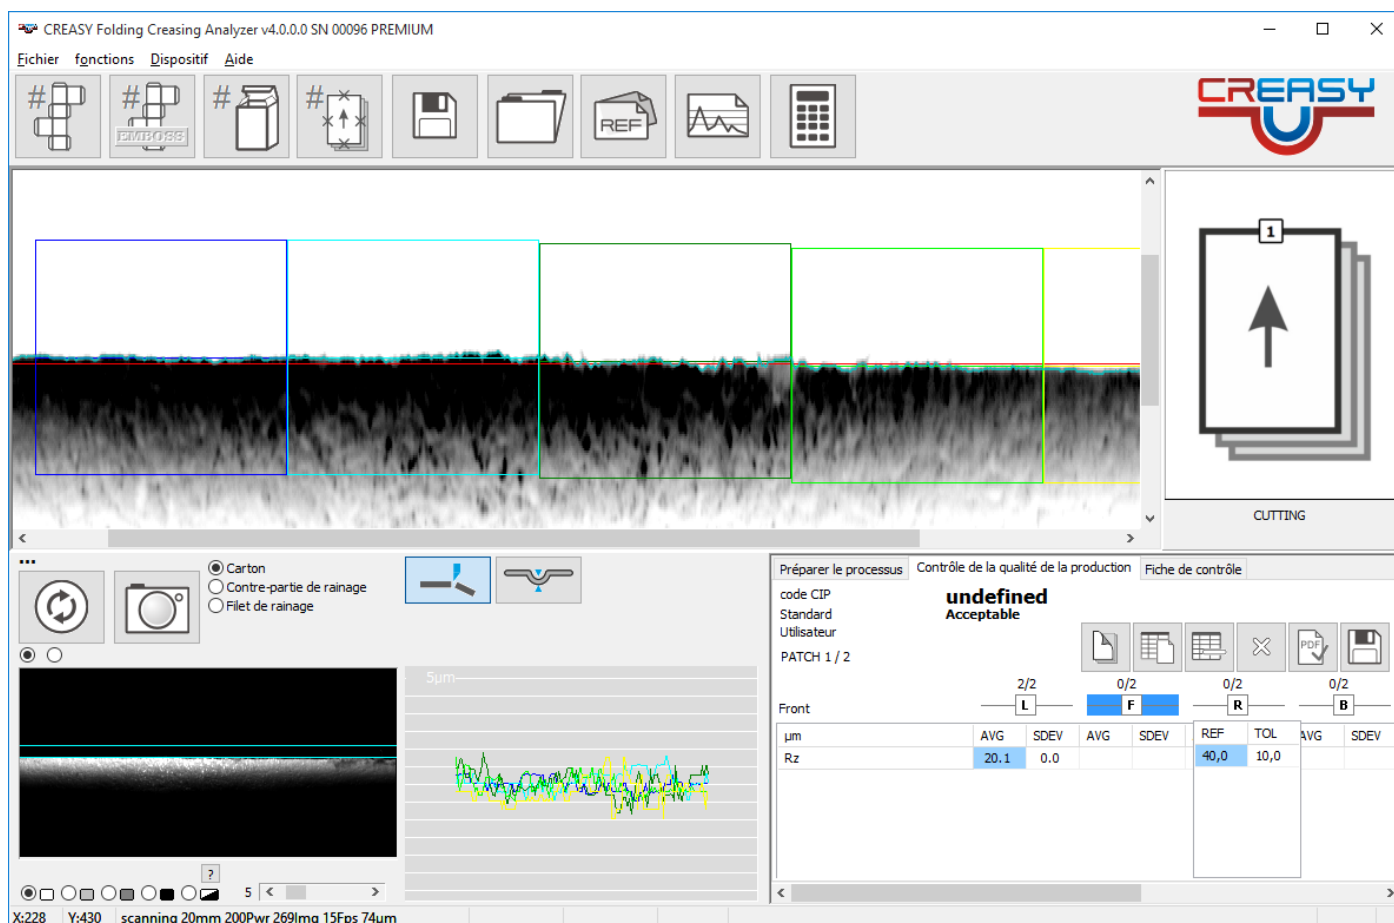 CREASY Folding Creasing Analyzer v4.0.0.0 SN 00096 PREMIUM
Fichier fonctions Dispositif Aide
# # EMBOSS # # REF
CREASY
1
CUTTING
...
Carton
Contre-partie de rainage
Filet de rainage
5µm
?
5
Préparer le processus Contrôle de la qualité de la production Fiche de contrôle
code CIP undefined
Standard Acceptable
Utilisateur
PDF
PATCH 1 / 2
2/2 0/2 0/2 0/2
Front L F R B
µm AVG SDEV AVG SDEV REF TOL AVG SDEV
Rz 20.1 0.0 40,0 10,0
X:228 Y:430 scanning 20mm 200Pwr 269Img 15Fps 74µm